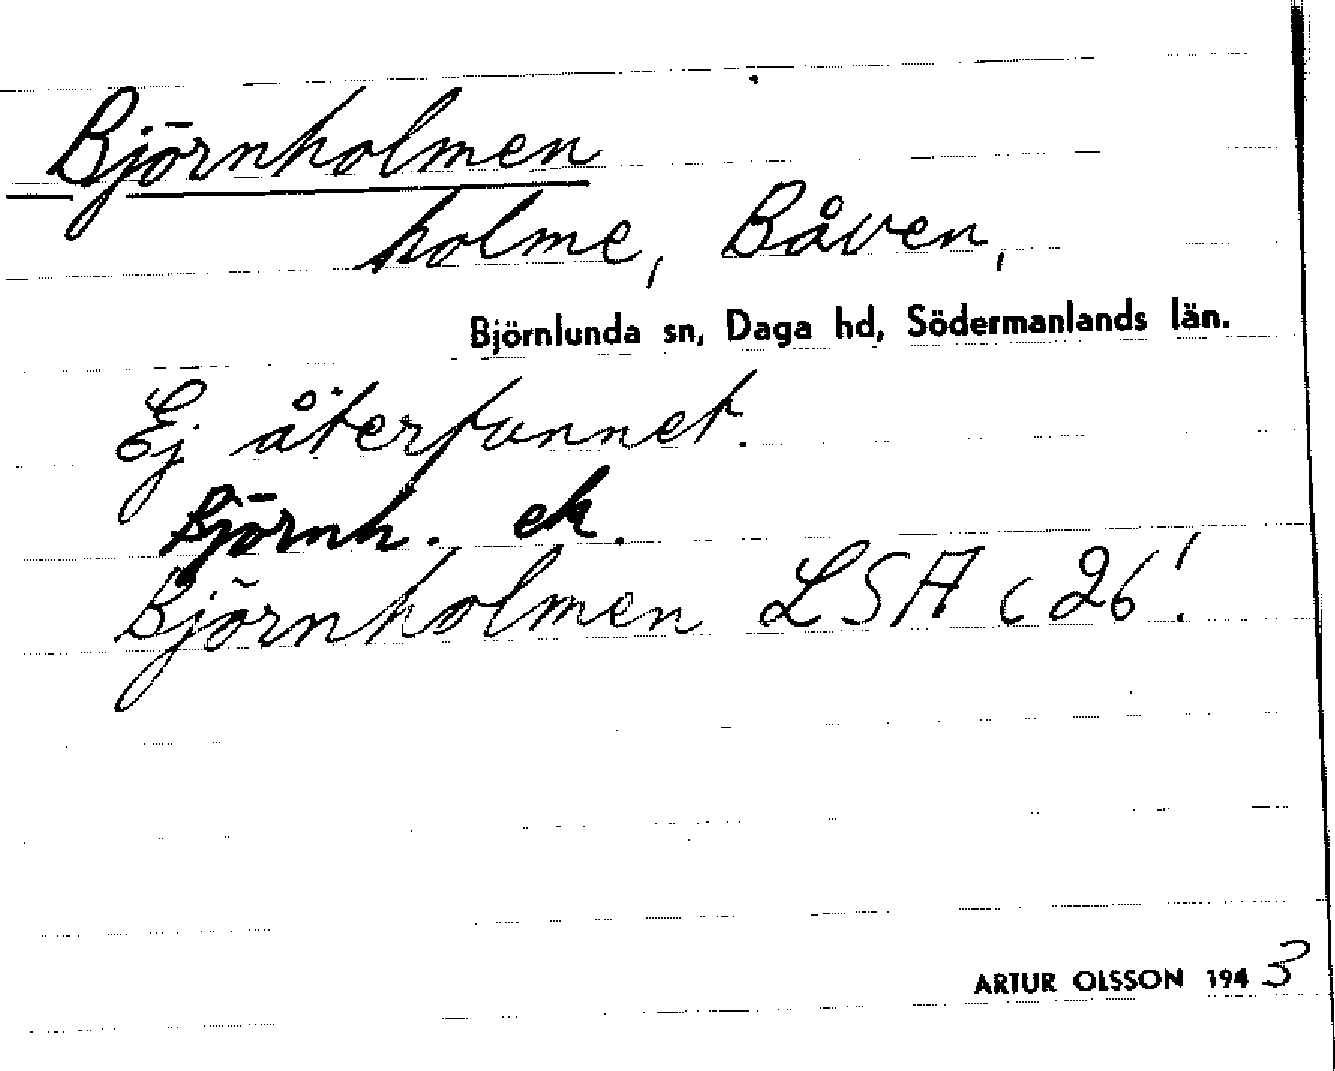 Björnholmen
holme, Båven,
Björnlunda sn, Daga hd, Södermanlands län.
Ej återfunnet.
Björnh. ek.
Björnholmen LSA c 26!
ARTUR OLSSON 1943